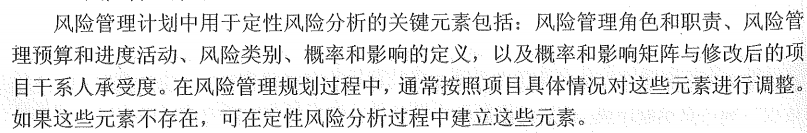 风险管理计划中用于定性风险分析的关键元素包括：风险管理角色和职责、风险管
理预算和进度活动、风险类别、概率和影响的定义，以及概率和影响矩阵与修改后的项
目干系人承受度。在风险管理规划过程中，通常按照项目具体情况对这些元素进行调整。
如果这些元素不存在，可在定性风险分析过程中建立这些元素。